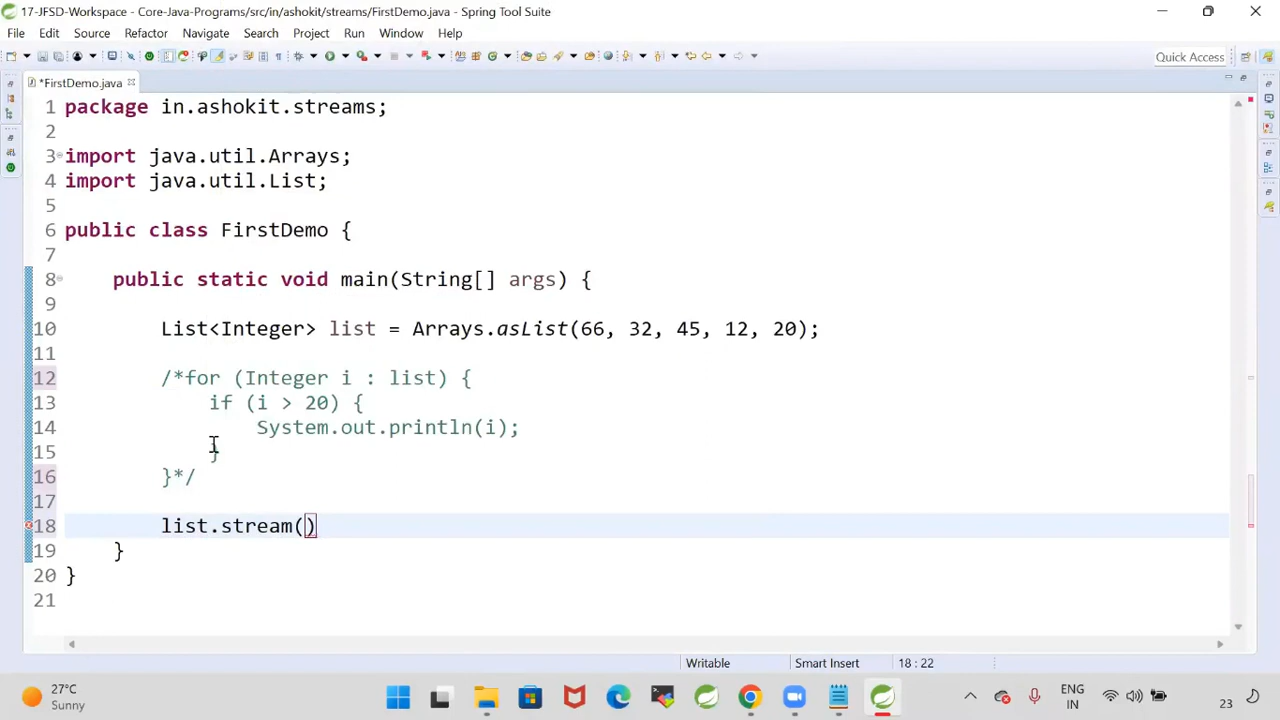 17-JFSD-Workspace - Core-Java-Programs/src/in/ashokit/streams/FirstDemo.java - Spring Tool Suite
File Edit Source Refactor Navigate Search Project Run Window Help
Quick Access
*FirstDemo.java
1 package in.ashokit.streams;
2
3 import java.util.Arrays;
4 import java.util.List;
5
6 public class FirstDemo {
7
8 public static void main(String[] args) {
9
10 List<Integer> list = Arrays.asList(66, 32, 45, 12, 20);
11
12 /*for (Integer i : list) {
13 if (i > 20) {
14 System.out.println(i);
15 }
16 }*/
17
18 list.stream()
19 }
20 }
21
Writable Smart Insert 18 : 22
27°C
Sunny
ENG
IN
23